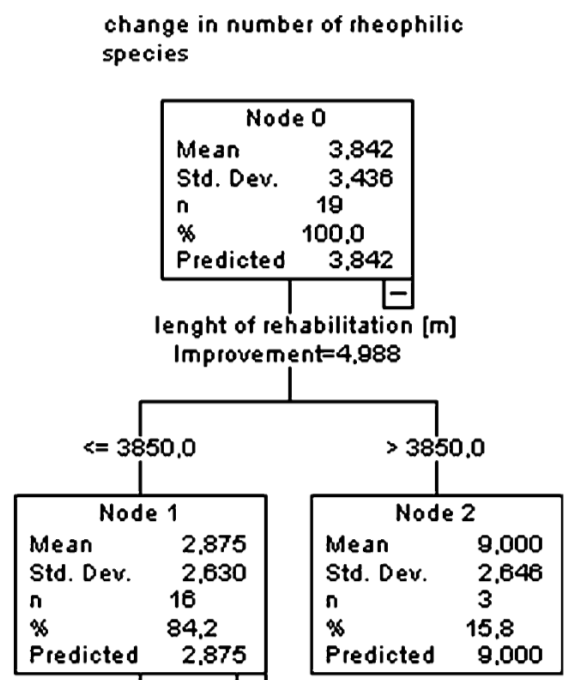 change in number of rheophilic
species
Node 0
Mean 3,842
Std. Dev. 3,436
n 19
% 100,0
Predicted 3,842
lenght of rehabilitation [m]
Improvement=4,988
<= 3850,0
> 3850,0
Node 1
Mean 2,875
Std. Dev. 2,630
n 16
% 84,2
Predicted 2,875
Node 2
Mean 9,000
Std. Dev. 2,646
n 3
% 15,8
Predicted 9,000